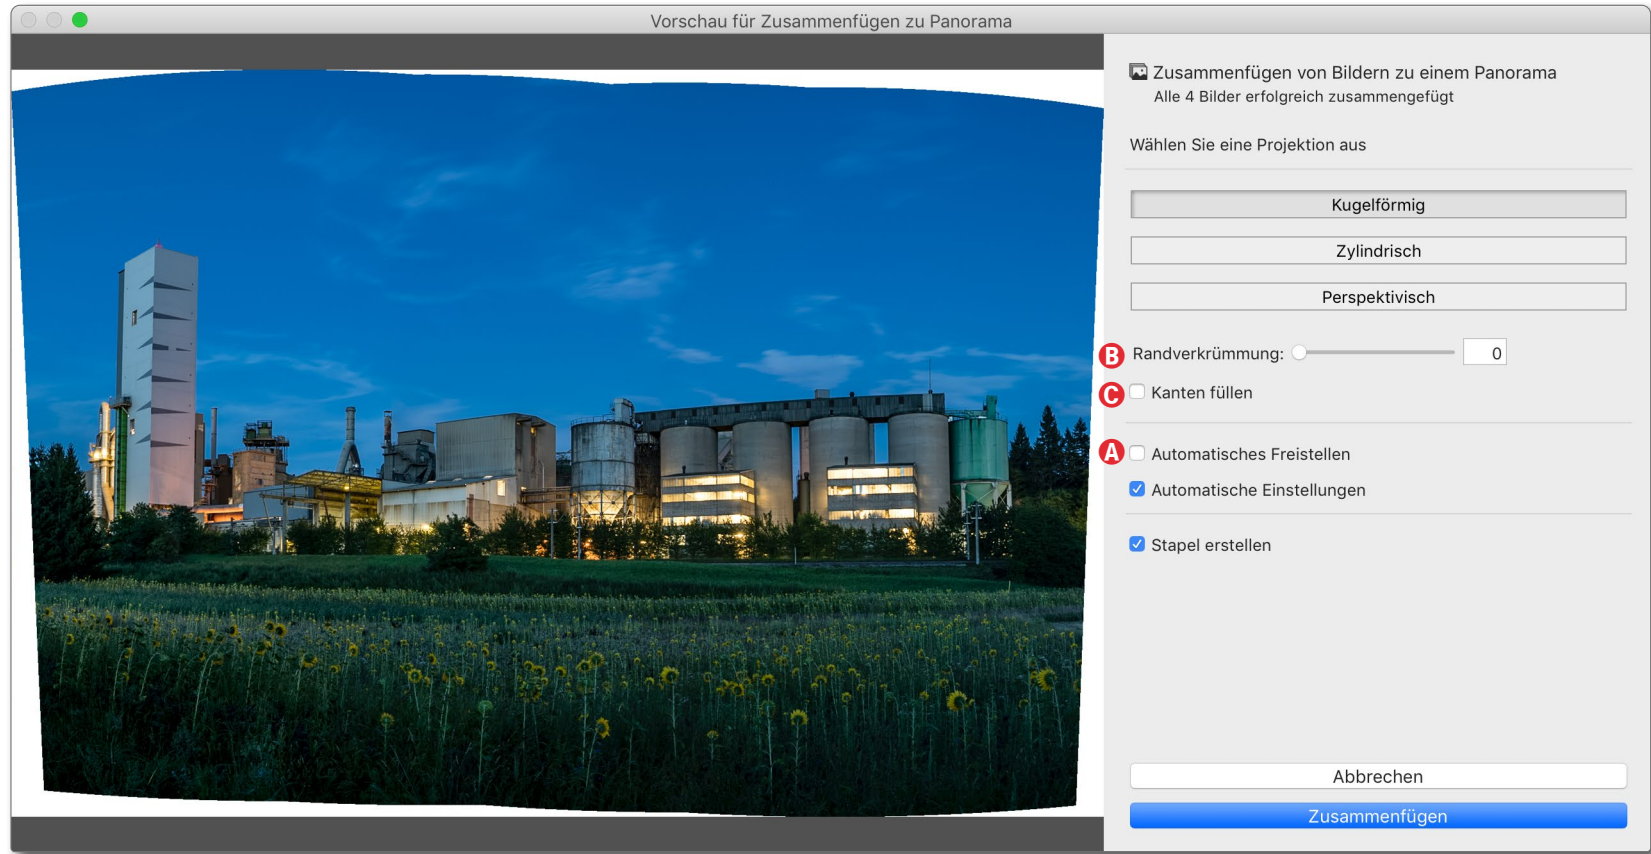 Vorschau für Zusammenfügen zu Panorama
Zusammenfügen von Bildern zu einem Panorama
Alle 4 Bilder erfolgreich zusammengefügt
Wählen Sie eine Projektion aus
Kugelförmig
Zylindrisch
Perspektivisch
B Randverkrümmung: 0
C Kanten füllen
A Automatisches Freistellen
Automatische Einstellungen
Stapel erstellen
Abbrechen
Zusammenfügen